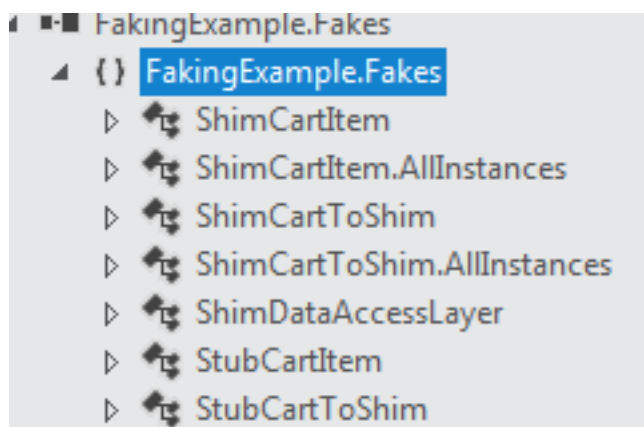 FakingExample.Fakes
{ } FakingExample.Fakes
ShimCartItem
ShimCartItem.AllInstances
ShimCartToShim
ShimCartToShim.AllInstances
ShimDataAccessLayer
StubCartItem
StubCartToShim